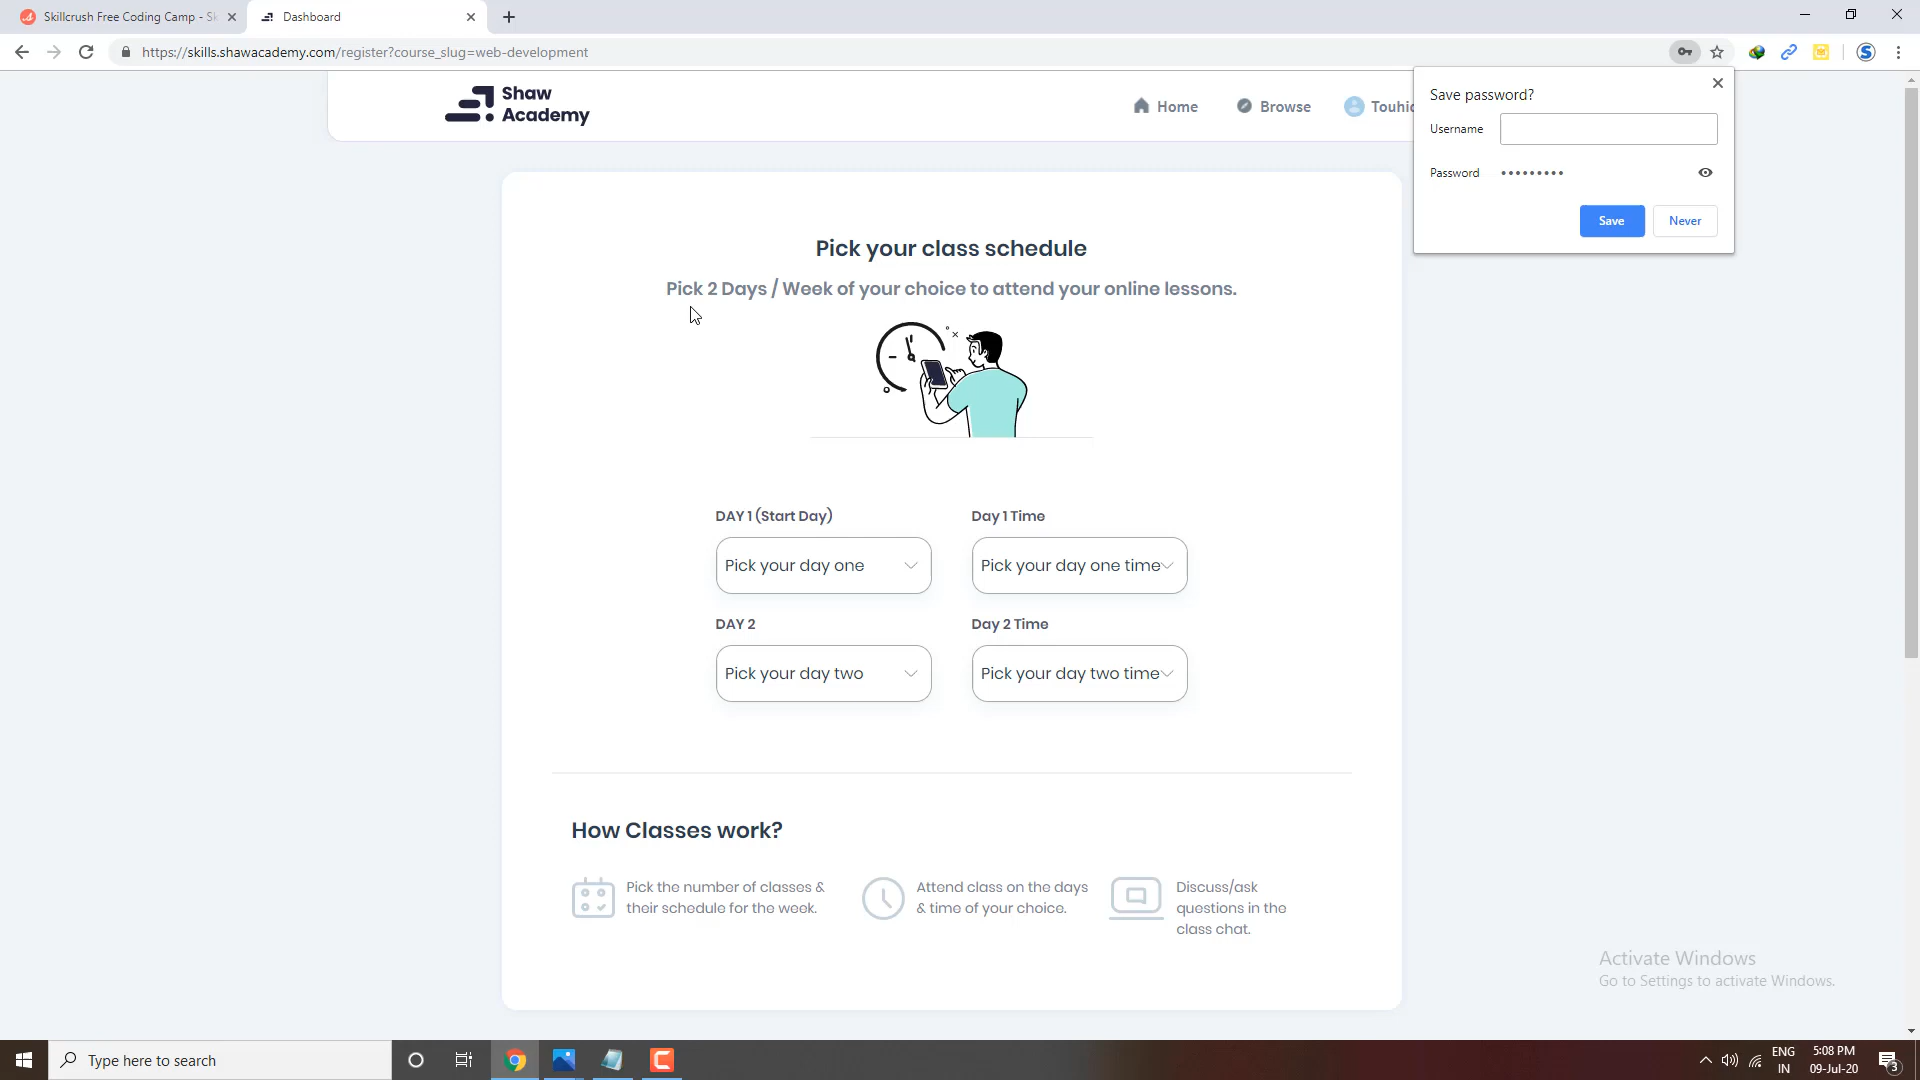 Skillcrush Free Coding Camp - Sk
Dashboard
https://skills.shawacademy.com/register?course_slug=web-development
Shaw
Academy
Home
Browse
Touhid
Save password?
Username
Password
Save
Never
Pick your class schedule
Pick 2 Days / Week of your choice to attend your online lessons.
DAY 1 (Start Day)
Day 1 Time
Pick your day one
Pick your day one time
DAY 2
Day 2 Time
Pick your day two
Pick your day two time
How Classes work?
Pick the number of classes &
their schedule for the week.
Attend class on the days
& time of your choice.
Discuss/ask
questions in the
class chat.
Activate Windows
Go to Settings to activate Windows.
Type here to search
ENG
IN
5:08 PM
09-Jul-20
3